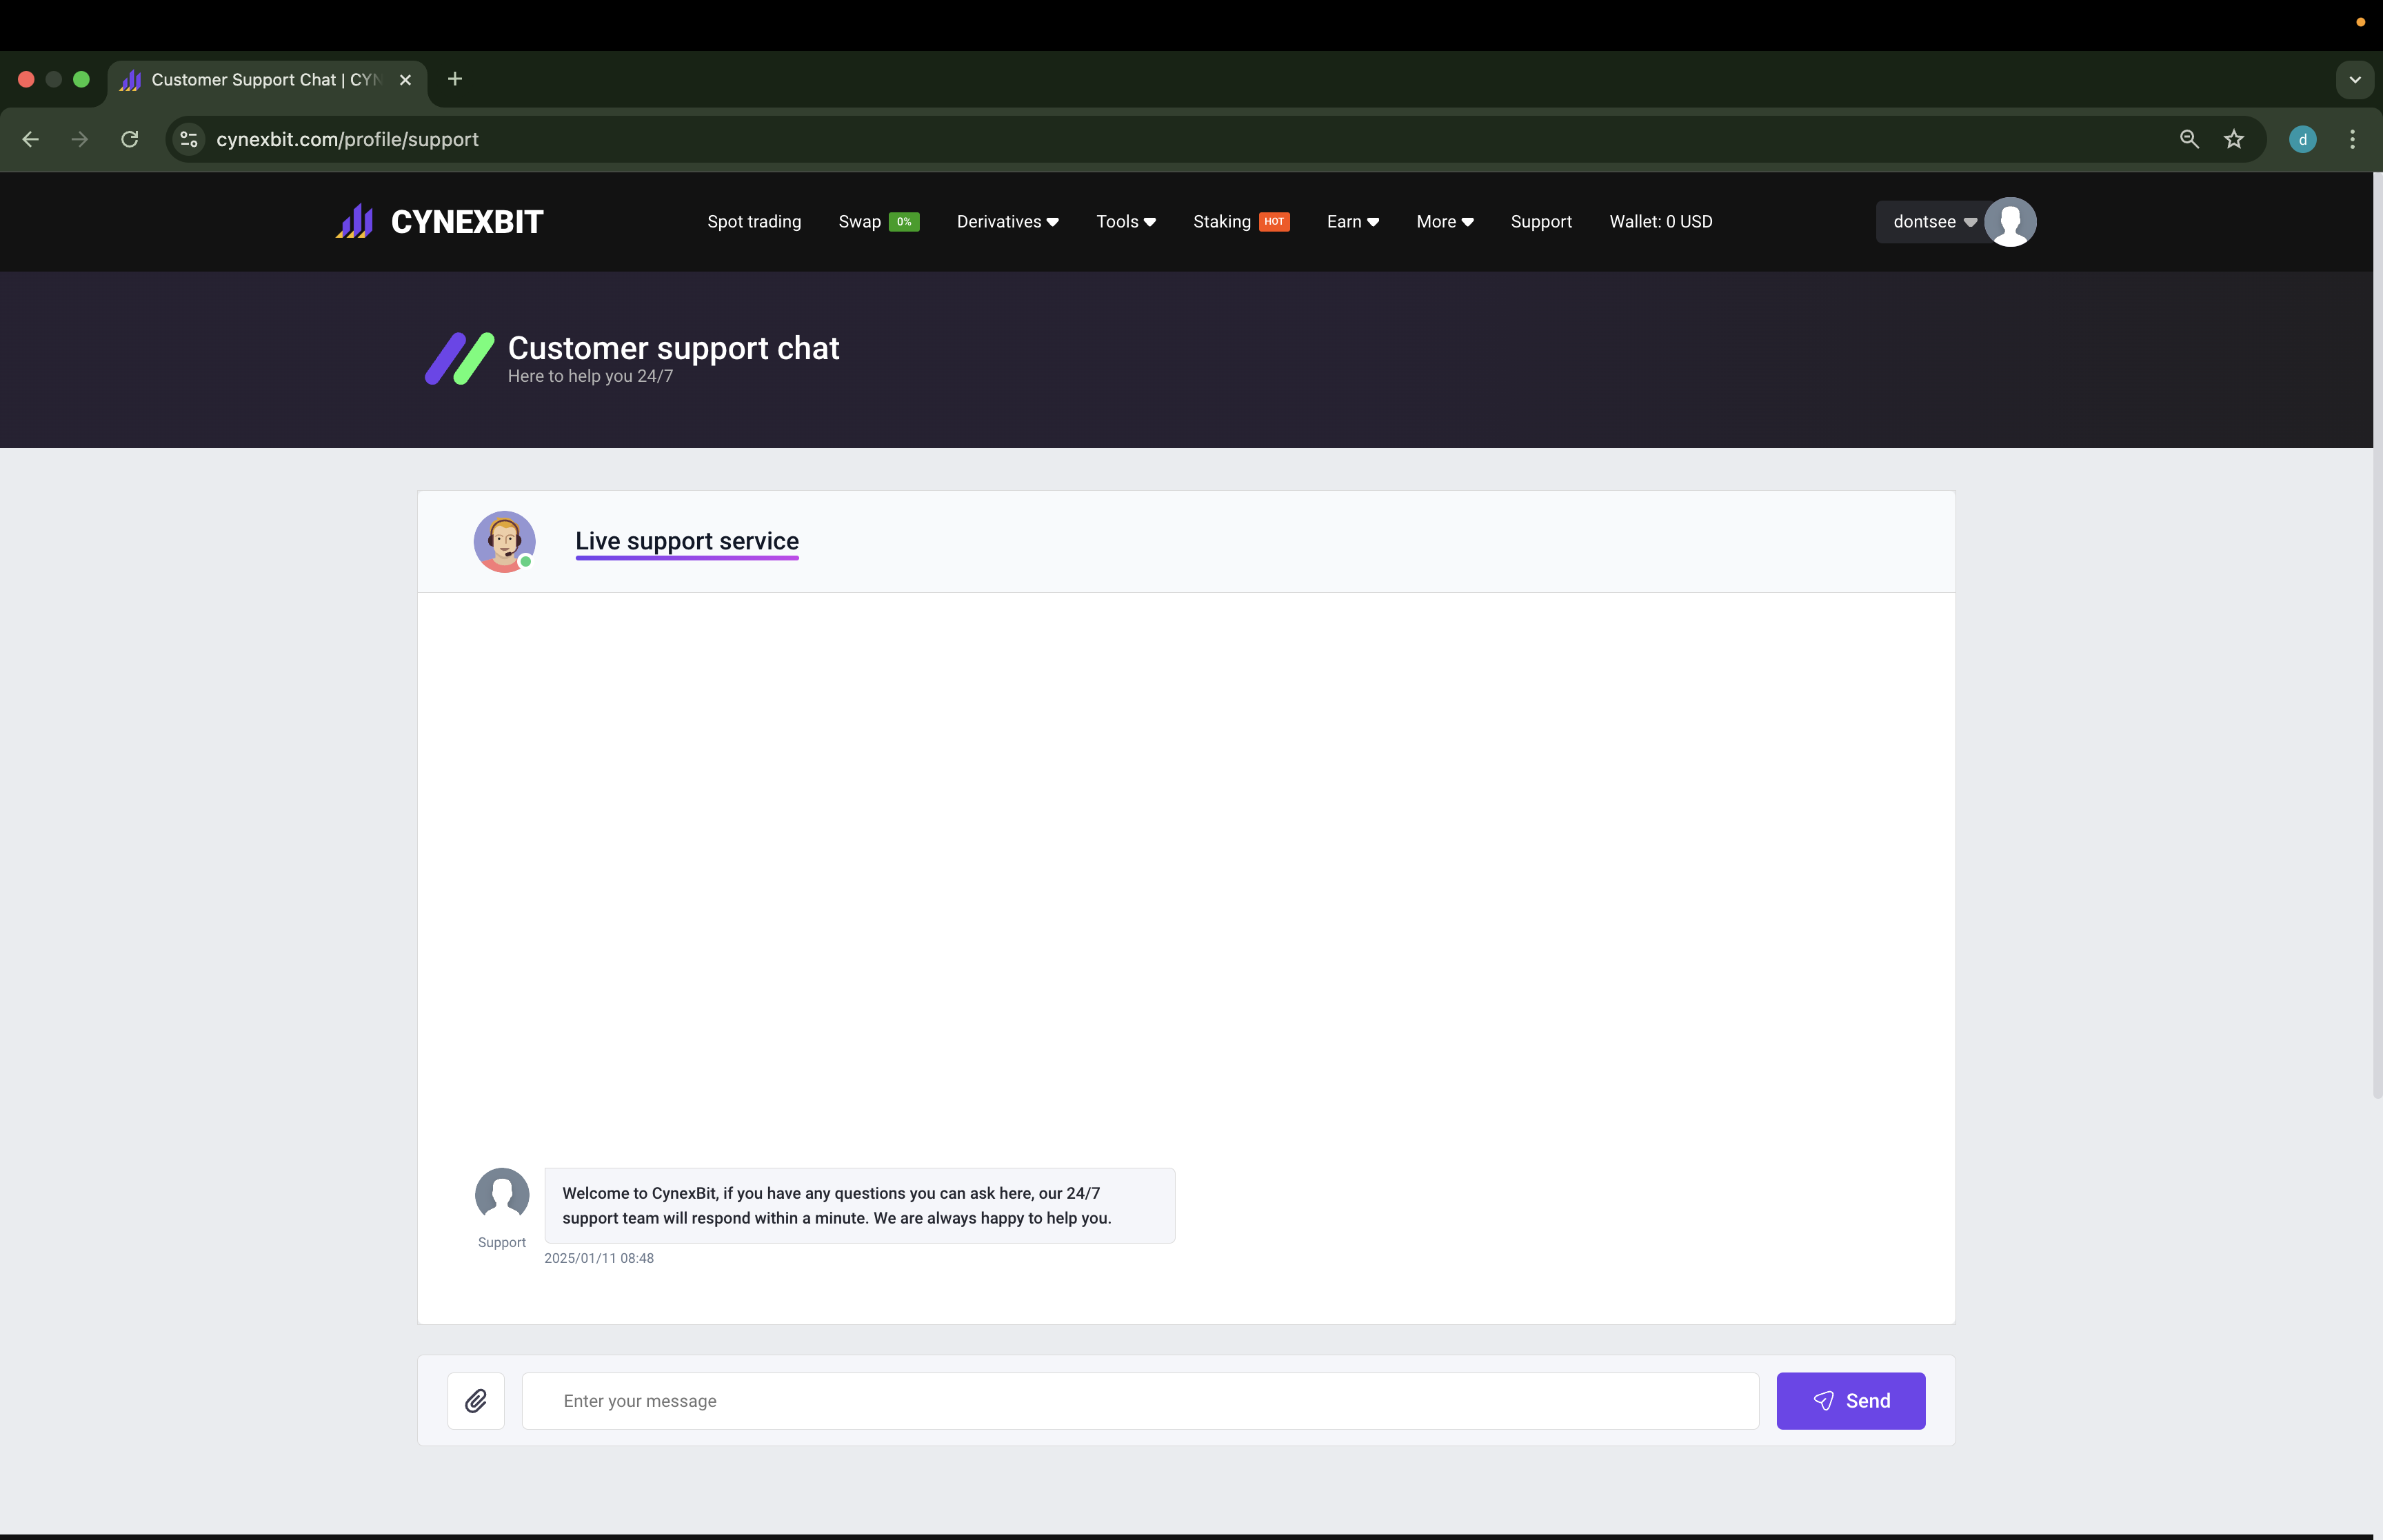 Customer Support Chat | CYN
cynexbit.com/profile/support
d
CYNEXBIT
Spot trading
Swap 0%
Derivatives
Tools
Staking HOT
Earn
More
Support
Wallet: 0 USD
dontsee
Customer support chat
Here to help you 24/7
Live support service
Welcome to CynexBit, if you have any questions you can ask here, our 24/7
support team will respond within a minute. We are always happy to help you.
Support
2025/01/11 08:48
Enter your message
Send